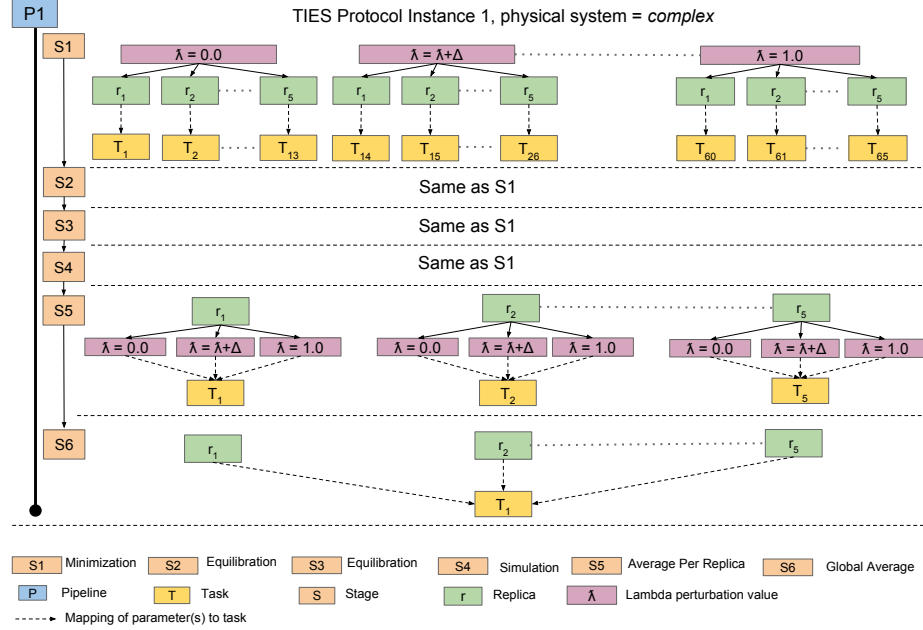 P1
TIES Protocol Instance 1, physical system = complex
S1
ƛ = 0.0
ƛ = ƛ+Δ
ƛ = 1.0
r1 r2 r5 r1 r2 r5 r1 r2 r5
T1 T2 T13 T14 T15 T26 T60 T61 T65
S2
Same as S1
S3
Same as S1
S4
Same as S1
S5
r1 r2 r5
ƛ = 0.0 ƛ = ƛ+Δ ƛ = 1.0 ƛ = 0.0 ƛ = ƛ+Δ ƛ = 1.0 ƛ = 0.0 ƛ = ƛ+Δ ƛ = 1.0
T1 T2 T5
S6
r1 r2 r5
T1
S1 Minimization S2 Equilibration S3 Equilibration S4 Simulation S5 Average Per Replica S6 Global Average
P Pipeline T Task S Stage r Replica ƛ Lambda perturbation value
Mapping of parameter(s) to task